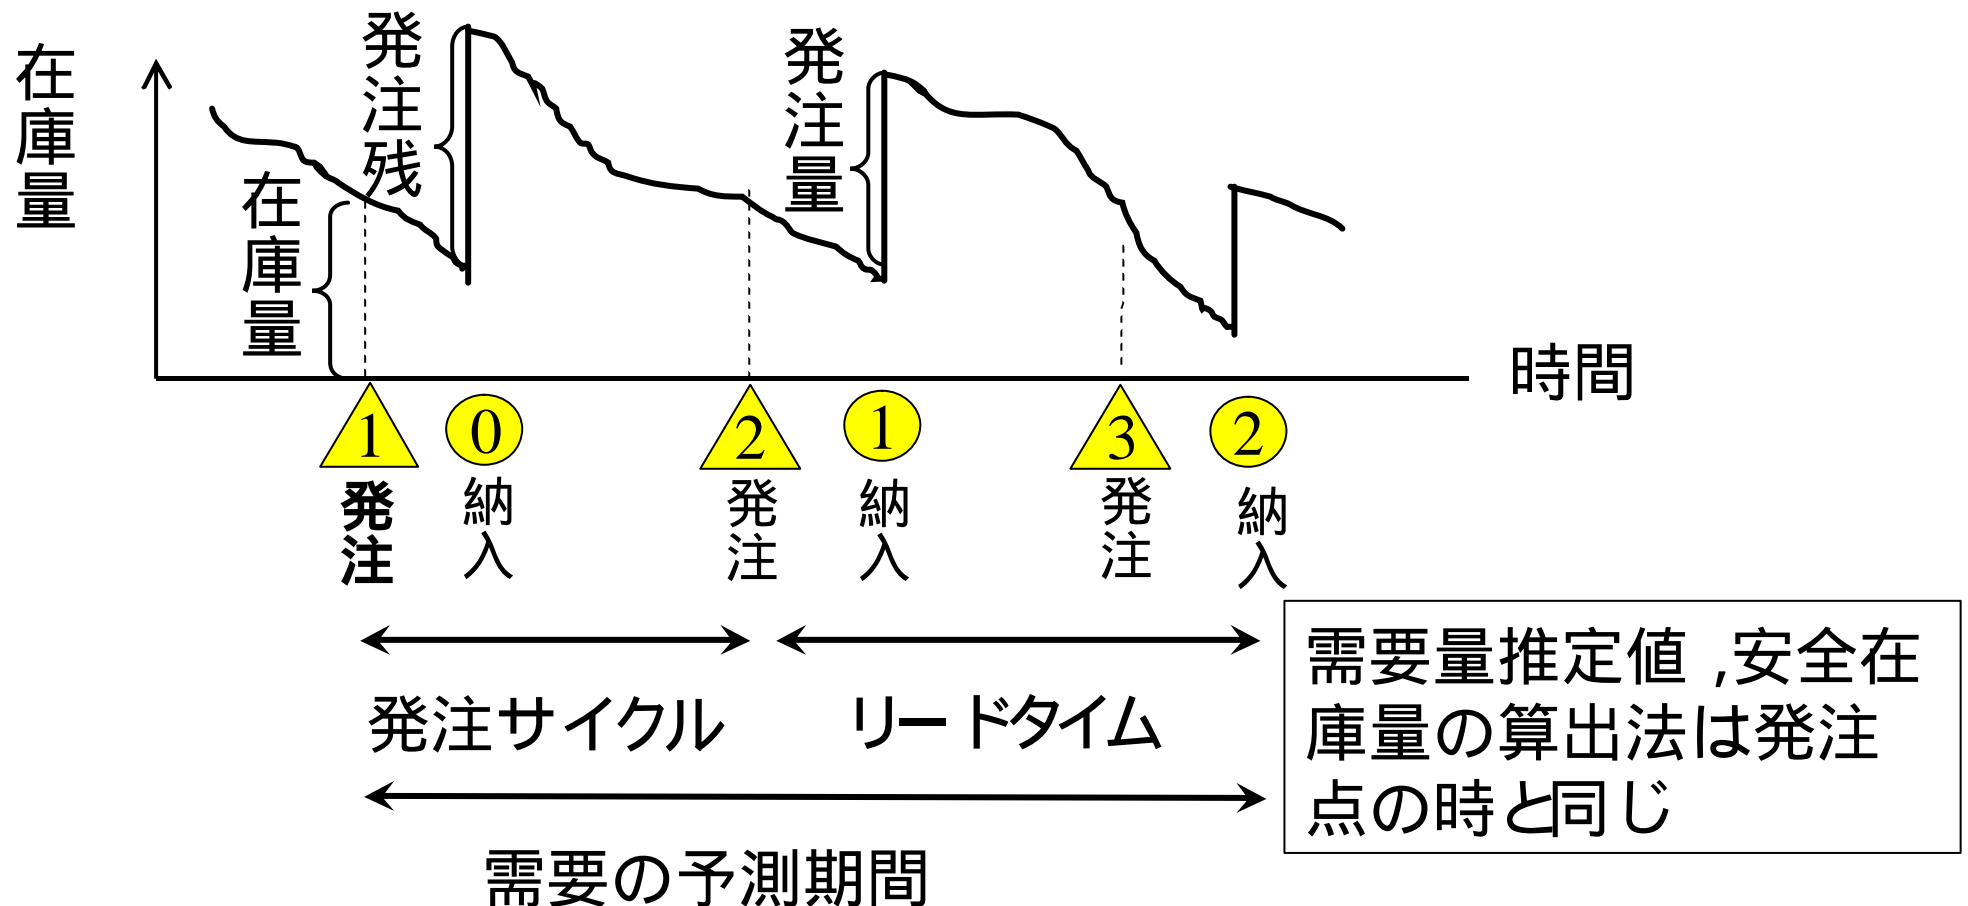 在庫量
発注残
発注量
在庫量
時間
1
0
2
1
3
2
発注
納入
発注
納入
発注
納入
発注サイクル
リードタイム
需要の予測期間
需要量推定値,安全在
庫量の算出法は発注
点の時と同じ